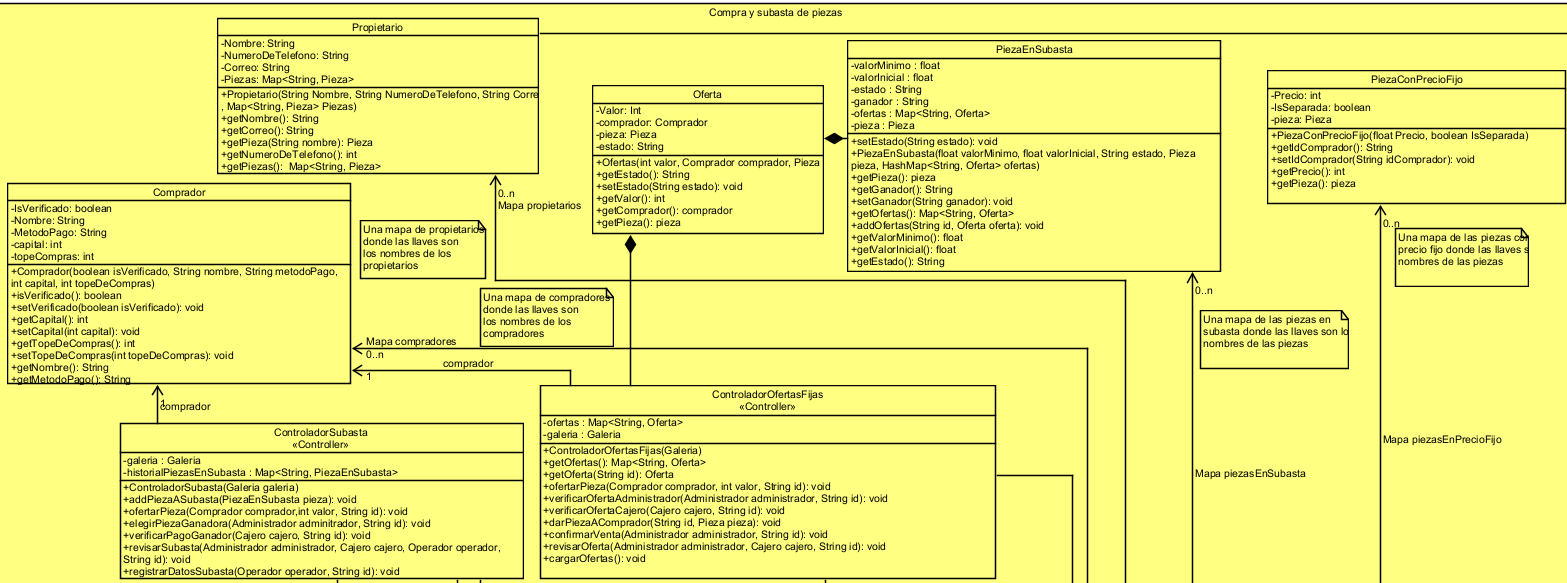 Compra y subasta de piezas
Propietario
-Nombre: String
-NumeroDeTelefono: String
-Correo: String
-Piezas: Map<String, Pieza>
+Propietario(String Nombre, String NumeroDeTelefono, String Corre
, Map<String, Pieza> Piezas)
+getNombre(): String
+getCorreo(): String
+getPieza(String nombre): Pieza
+getNumeroDeTelefono(): int
+getPiezas(): Map<String, Pieza>
Oferta
-Valor: Int
-comprador: Comprador
-pieza: Pieza
-estado: String
+Ofertas(int valor, Comprador comprador, Pieza
+getEstado(): String
+setEstado(String estado): void
+getValor(): int
+getComprador(): comprador
+getPieza(): pieza
PiezaEnSubasta
-valorMinimo : float
-valorInicial : float
-estado : String
-ganador : String
-ofertas : Map<String, Oferta>
-pieza : Pieza
+setEstado(String estado): void
+PiezaEnSubasta(float valorMinimo, float valorInicial, String estado, Pieza
pieza, HashMap<String, Oferta> ofertas)
+getPieza(): pieza
+getGanador(): String
+setGanador(String ganador): void
+getOfertas(): Map<String, Oferta>
+addOfertas(String id, Oferta oferta): void
+getValorMinimo(): float
+getValorInicial(): float
+getEstado(): String
PiezaConPrecioFijo
-Precio: int
-IsSeparada: boolean
-pieza: Pieza
+PiezaConPrecioFijo(float Precio, boolean IsSeparada)
+getIdComprador(): String
+setIdComprador(String idComprador): void
+getPrecio(): int
+getPieza(): pieza
Comprador
-IsVerificado: boolean
-Nombre: String
-MetodoPago: String
-capital: int
-topeCompras: int
+Comprador(boolean isVerificado, String nombre, String metodoPago,
int capital, int topeDeCompras)
+isVerificado(): boolean
+setVerificado(boolean isVerificado): void
+getCapital(): int
+setCapital(int capital): void
+getTopeDeCompras(): int
+setTopeDeCompras(int topeDeCompras): void
+getNombre(): String
+getMetodoPago(): String
0..n
Mapa propietarios
Una mapa de propietarios
donde las llaves son
los nombres de los
propietarios
Una mapa de compradores
donde las llaves son
los nombres de los
compradores
0..n
Una mapa de las piezas en
subasta donde las llaves son lo
nombres de las piezas
0..n
Una mapa de las piezas co
precio fijo donde las llaves s
nombres de las piezas
Mapa compradores
0..n
comprador
1
1
comprador
Mapa piezasEnPrecioFijo
Mapa piezasEnSubasta
ControladorSubasta
«Controller»
-galeria : Galeria
-historialPiezasEnSubasta : Map<String, PiezaEnSubasta>
+ControladorSubasta(Galeria galeria)
+addPiezaASubasta(PiezaEnSubasta pieza): void
+ofertarPieza(Comprador comprador,int valor, String id): void
+elegirPiezaGanadora(Administrador adminitrador, String id): void
+verificarPagoGanador(Cajero cajero, String id): void
+revisarSubasta(Administrador administrador, Cajero cajero, Operador operador,
String id): void
+registrarDatosSubasta(Operador operador, String id): void
ControladorOfertasFijas
«Controller»
-ofertas : Map<String, Oferta>
-galeria : Galeria
+ControladorOfertasFijas(Galeria)
+getOfertas(): Map<String, Oferta>
+getOferta(String id): Oferta
+ofertarPieza(Comprador comprador, int valor, String id): void
+verificarOfertaAdministrador(Administrador administrador, String id): void
+verificarOfertaCajero(Cajero cajero, String id): void
+darPiezaAComprador(String id, Pieza pieza): void
+confirmarVenta(Administrador administrador, String id): void
+revisarOferta(Administrador administrador, Cajero cajero, String id): void
+cargarOfertas(): void